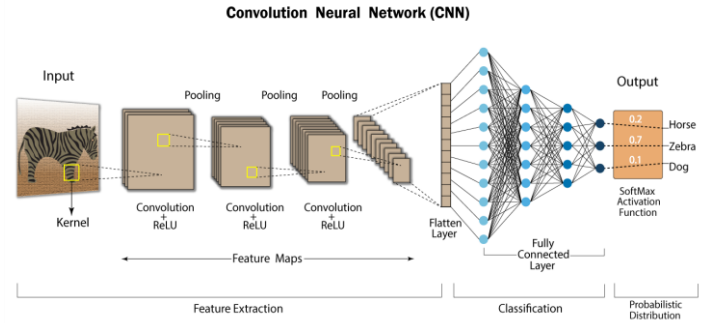 Convolution Neural Network (CNN)
Input
Output
Pooling
Pooling
Pooling
0.2
Horse
0.7
Zebra
0.1
Dog
Kernel
Convolution
+
ReLU
Convolution
+
ReLU
Convolution
+
ReLU
Flatten
Layer
SoftMax
Activation
Function
Fully
Connected
Layer
Feature Maps
Feature Extraction
Classification
Probabilistic
Distribution